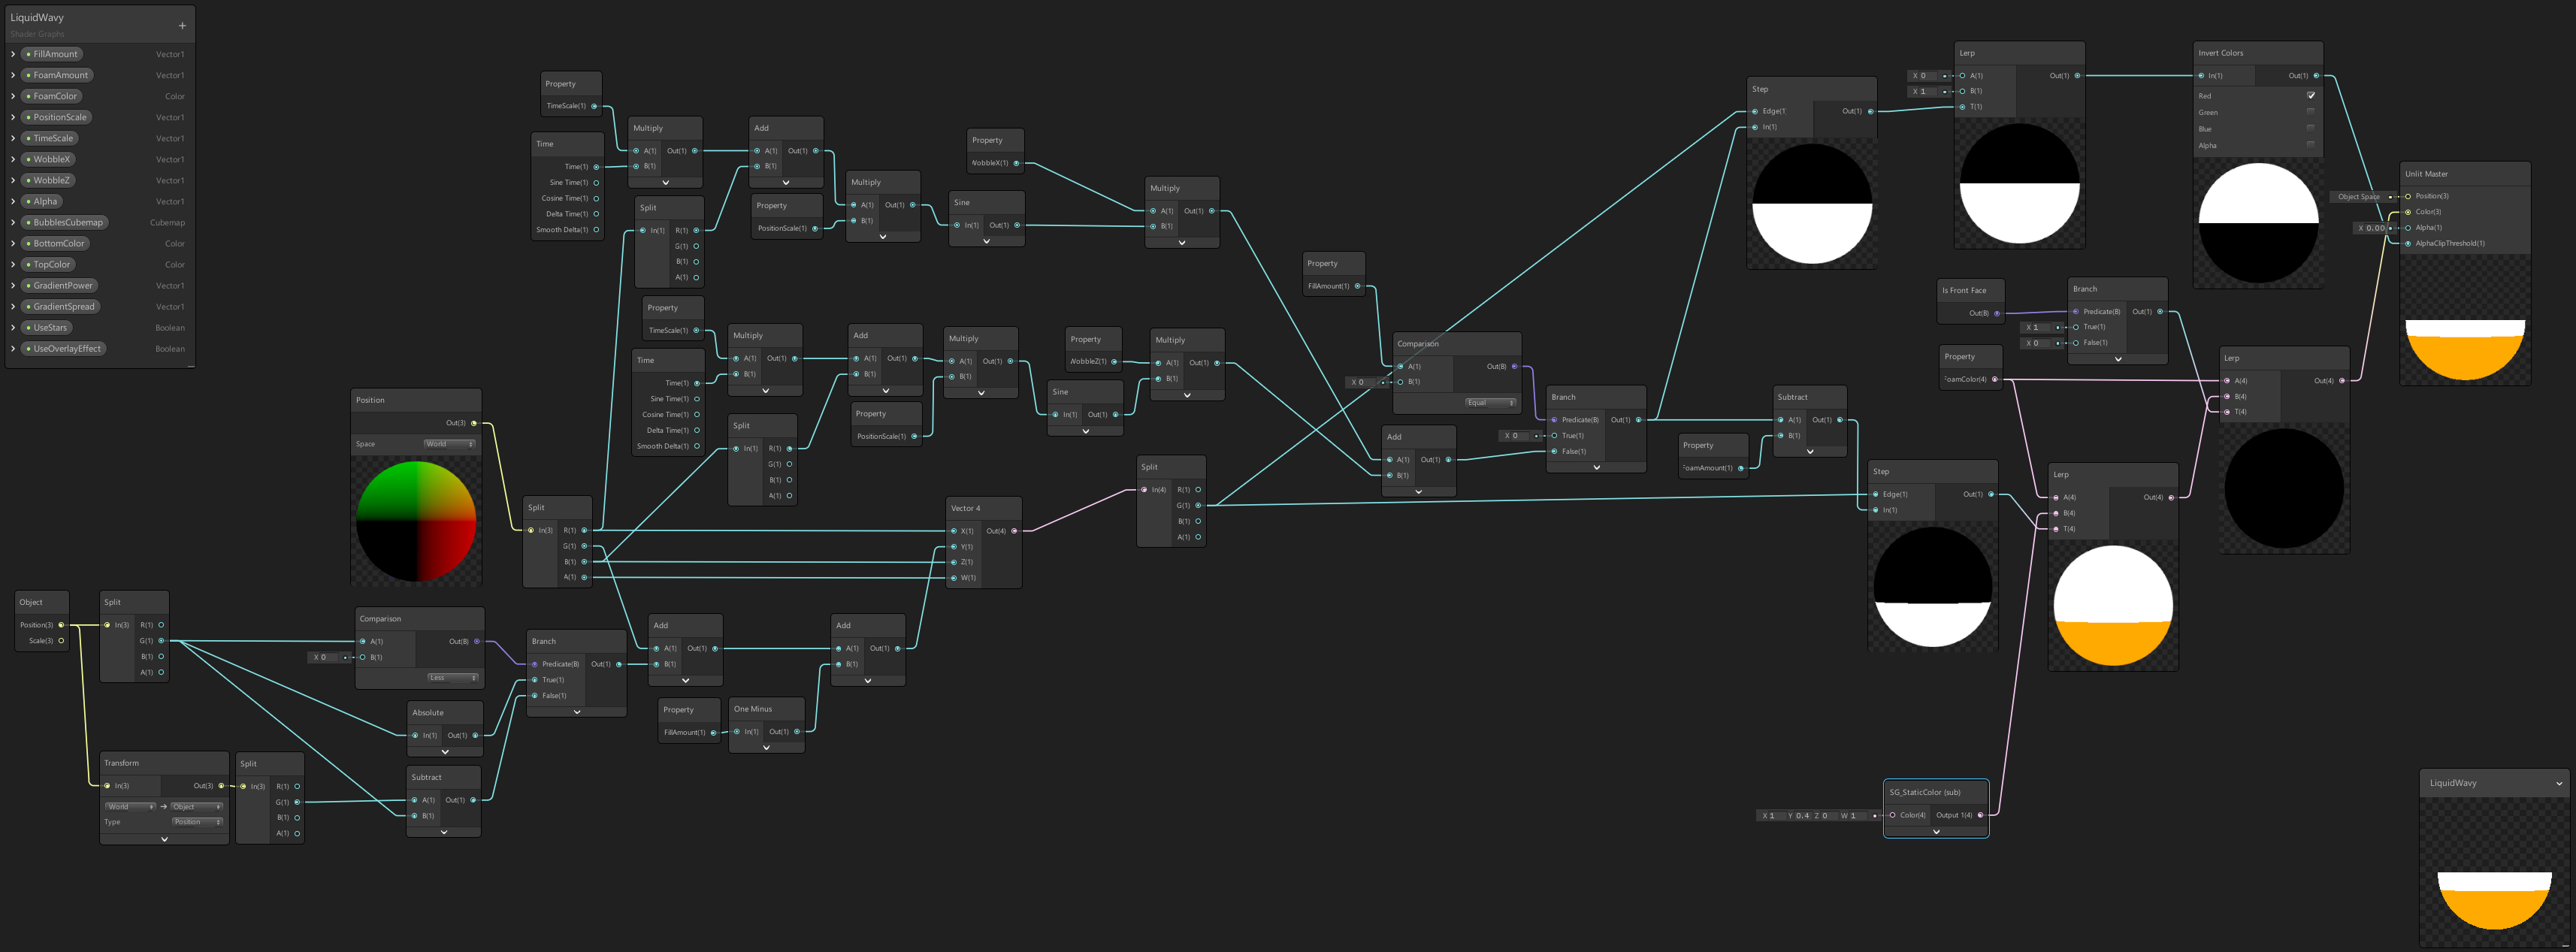 LiquidWavy
Shader Graphs
FillAmount Vector1
FoamAmount Vector1
FoamColor Color
PositionScale Vector1
TimeScale Vector1
WobbleX Vector1
WobbleZ Vector1
Alpha Vector1
BubblesCubemap Cubemap
BottomColor Color
TopColor Color
GradientPower Vector1
GradientSpread Vector1
UseStars Boolean
UseOverlayEffect Boolean
Property
TimeScale(1)
Time
Time(1)
Sine Time(1)
Cosine Time(1)
Delta Time(1)
Smooth Delta(1)
Multiply
A(1) Out(1)
B(1)
Add
A(1) Out(1)
B(1)
Split
In(1) R(1)
G(1)
B(1)
A(1)
Property
PositionScale(1)
Multiply
A(1) Out(1)
B(1)
Sine
In(1) Out(1)
Property
WobbleX(1)
Multiply
A(1) Out(1)
B(1)
Property
TimeScale(1)
Time
Time(1)
Sine Time(1)
Cosine Time(1)
Delta Time(1)
Smooth Delta(1)
Multiply
A(1) Out(1)
B(1)
Split
In(1) R(1)
G(1)
B(1)
A(1)
Add
A(1) Out(1)
B(1)
Property
PositionScale(1)
Multiply
A(1) Out(1)
B(1)
Sine
In(1) Out(1)
Property
WobbleZ(1)
Multiply
A(1) Out(1)
B(1)
Position
Out(3)
Space World
Split
In(3) R(1)
G(1)
B(1)
A(1)
Vector 4
X(1) Out(4)
Y(1)
Z(1)
W(1)
Split
In(4) R(1)
G(1)
B(1)
A(1)
Object
Position(3)
Scale(3)
Split
In(3) R(1)
G(1)
B(1)
A(1)
Transform
In(3) Out(3)
World Object
Type Position
Split
In(3) R(1)
G(1)
B(1)
A(1)
Comparison
A(1) Out(B)
X 0 B(1)
Less
Absolute
In(1) Out(1)
Subtract
A(1) Out(1)
B(1)
Branch
Predicate(B) Out(1)
True(1)
False(1)
Add
A(1) Out(1)
B(1)
Property
FillAmount(1)
One Minus
In(1) Out(1)
Add
A(1) Out(1)
B(1)
Property
FillAmount(1)
Comparison
A(1) Out(B)
X 0 B(1)
Equal
Add
A(1) Out(1)
B(1)
Branch
Predicate(B) Out(1)
X 0 True(1)
False(1)
Property
FoamAmount(1)
Subtract
A(1) Out(1)
B(1)
Step
Edge(1) Out(1)
In(1)
Step
Edge(1) Out(1)
In(1)
Lerp
X 0 A(1) Out(1)
X 1 B(1)
T(1)
Invert Colors
In(1) Out(1)
Red
Green
Blue
Alpha
Is Front Face
Out(B)
Branch
Predicate(B) Out(1)
X 1 True(1)
X 0 False(1)
Property
FoamColor(4)
Lerp
A(4) Out(4)
B(4)
T(4)
Lerp
A(4) Out(4)
B(4)
T(4)
Unlit Master
Object Space Position(3)
Color(3)
X 0.00 Alpha(1)
AlphaClipThreshold(1)
SG_StaticColor (sub)
X 1 Y 0.4 Z 0 W 1 Color(4) Output 1(4)
LiquidWavy